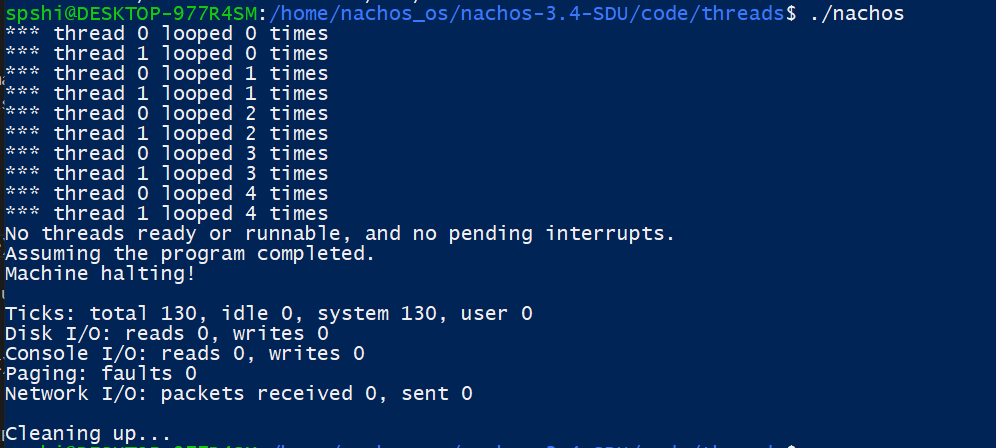 spshi@DESKTOP-977R4SM:/home/nachos_os/nachos-3.4-SDU/code/threads$ ./nachos
*** thread 0 looped 0 times
*** thread 1 looped 0 times
*** thread 0 looped 1 times
*** thread 1 looped 1 times
*** thread 0 looped 2 times
*** thread 1 looped 2 times
*** thread 0 looped 3 times
*** thread 1 looped 3 times
*** thread 0 looped 4 times
*** thread 1 looped 4 times
No threads ready or runnable, and no pending interrupts.
Assuming the program completed.
Machine halting!
Ticks: total 130, idle 0, system 130, user 0
Disk I/O: reads 0, writes 0
Console I/O: reads 0, writes 0
Paging: faults 0
Network I/O: packets received 0, sent 0
Cleaning up...